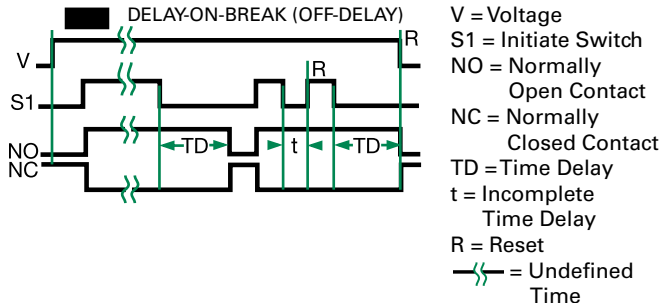 DELAY-ON-BREAK (OFF-DELAY)
R
V
R
S1
NO
TD
t
TD
NC
V = Voltage
S1 = Initiate Switch
NO = Normally
Open Contact
NC = Normally
Closed Contact
TD = Time Delay
t = Incomplete
Time Delay
R = Reset
= Undefined
Time